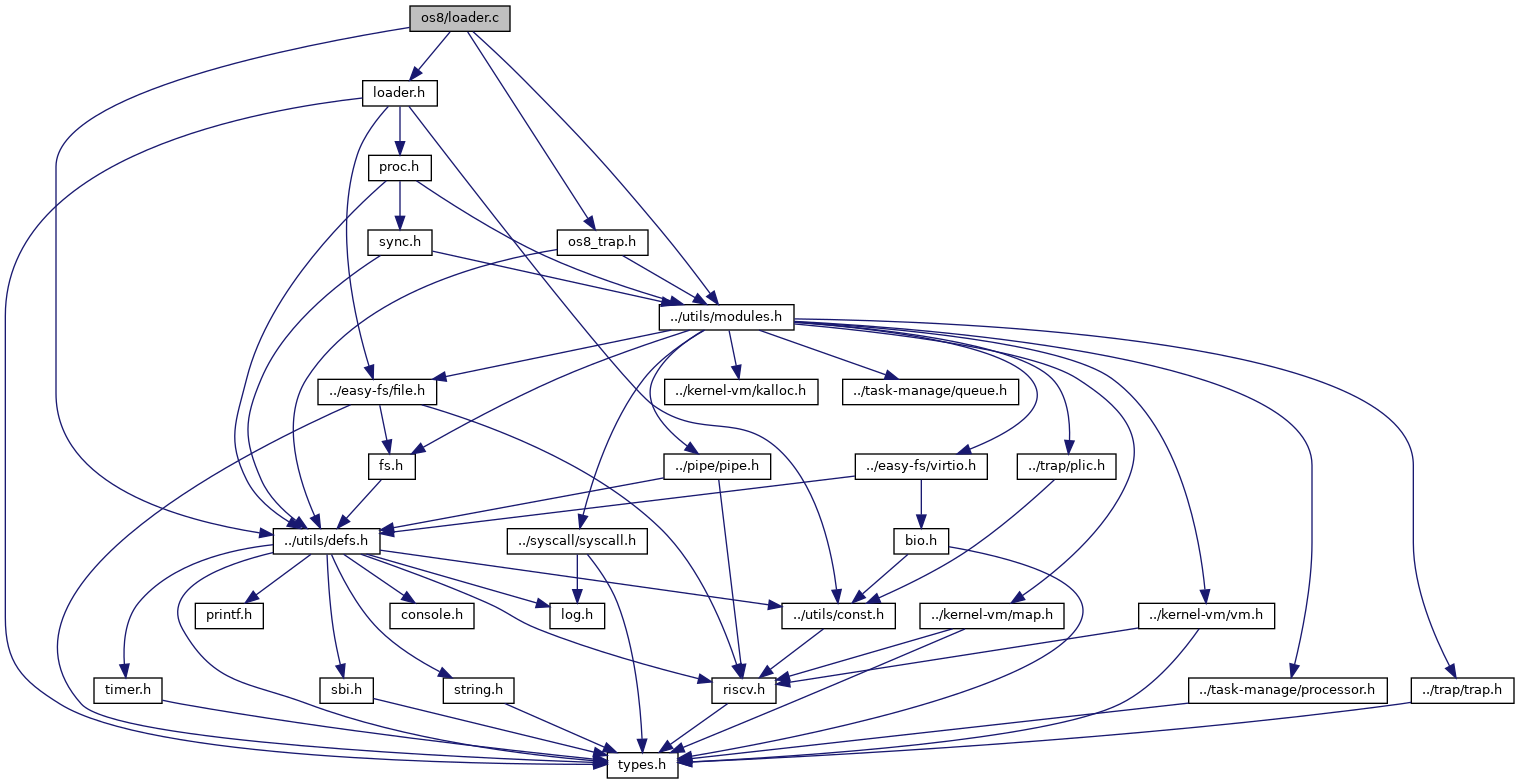 os8/loader.c
loader.h
proc.h
sync.h
os8_trap.h
../utils/modules.h
../easy-fs/file.h
../kernel-vm/kalloc.h
../task-manage/queue.h
fs.h
../pipe/pipe.h
../easy-fs/virtio.h
../trap/plic.h
../utils/defs.h
../syscall/syscall.h
bio.h
printf.h
console.h
log.h
../utils/const.h
../kernel-vm/map.h
../kernel-vm/vm.h
timer.h
sbi.h
string.h
riscv.h
../task-manage/processor.h
../trap/trap.h
types.h